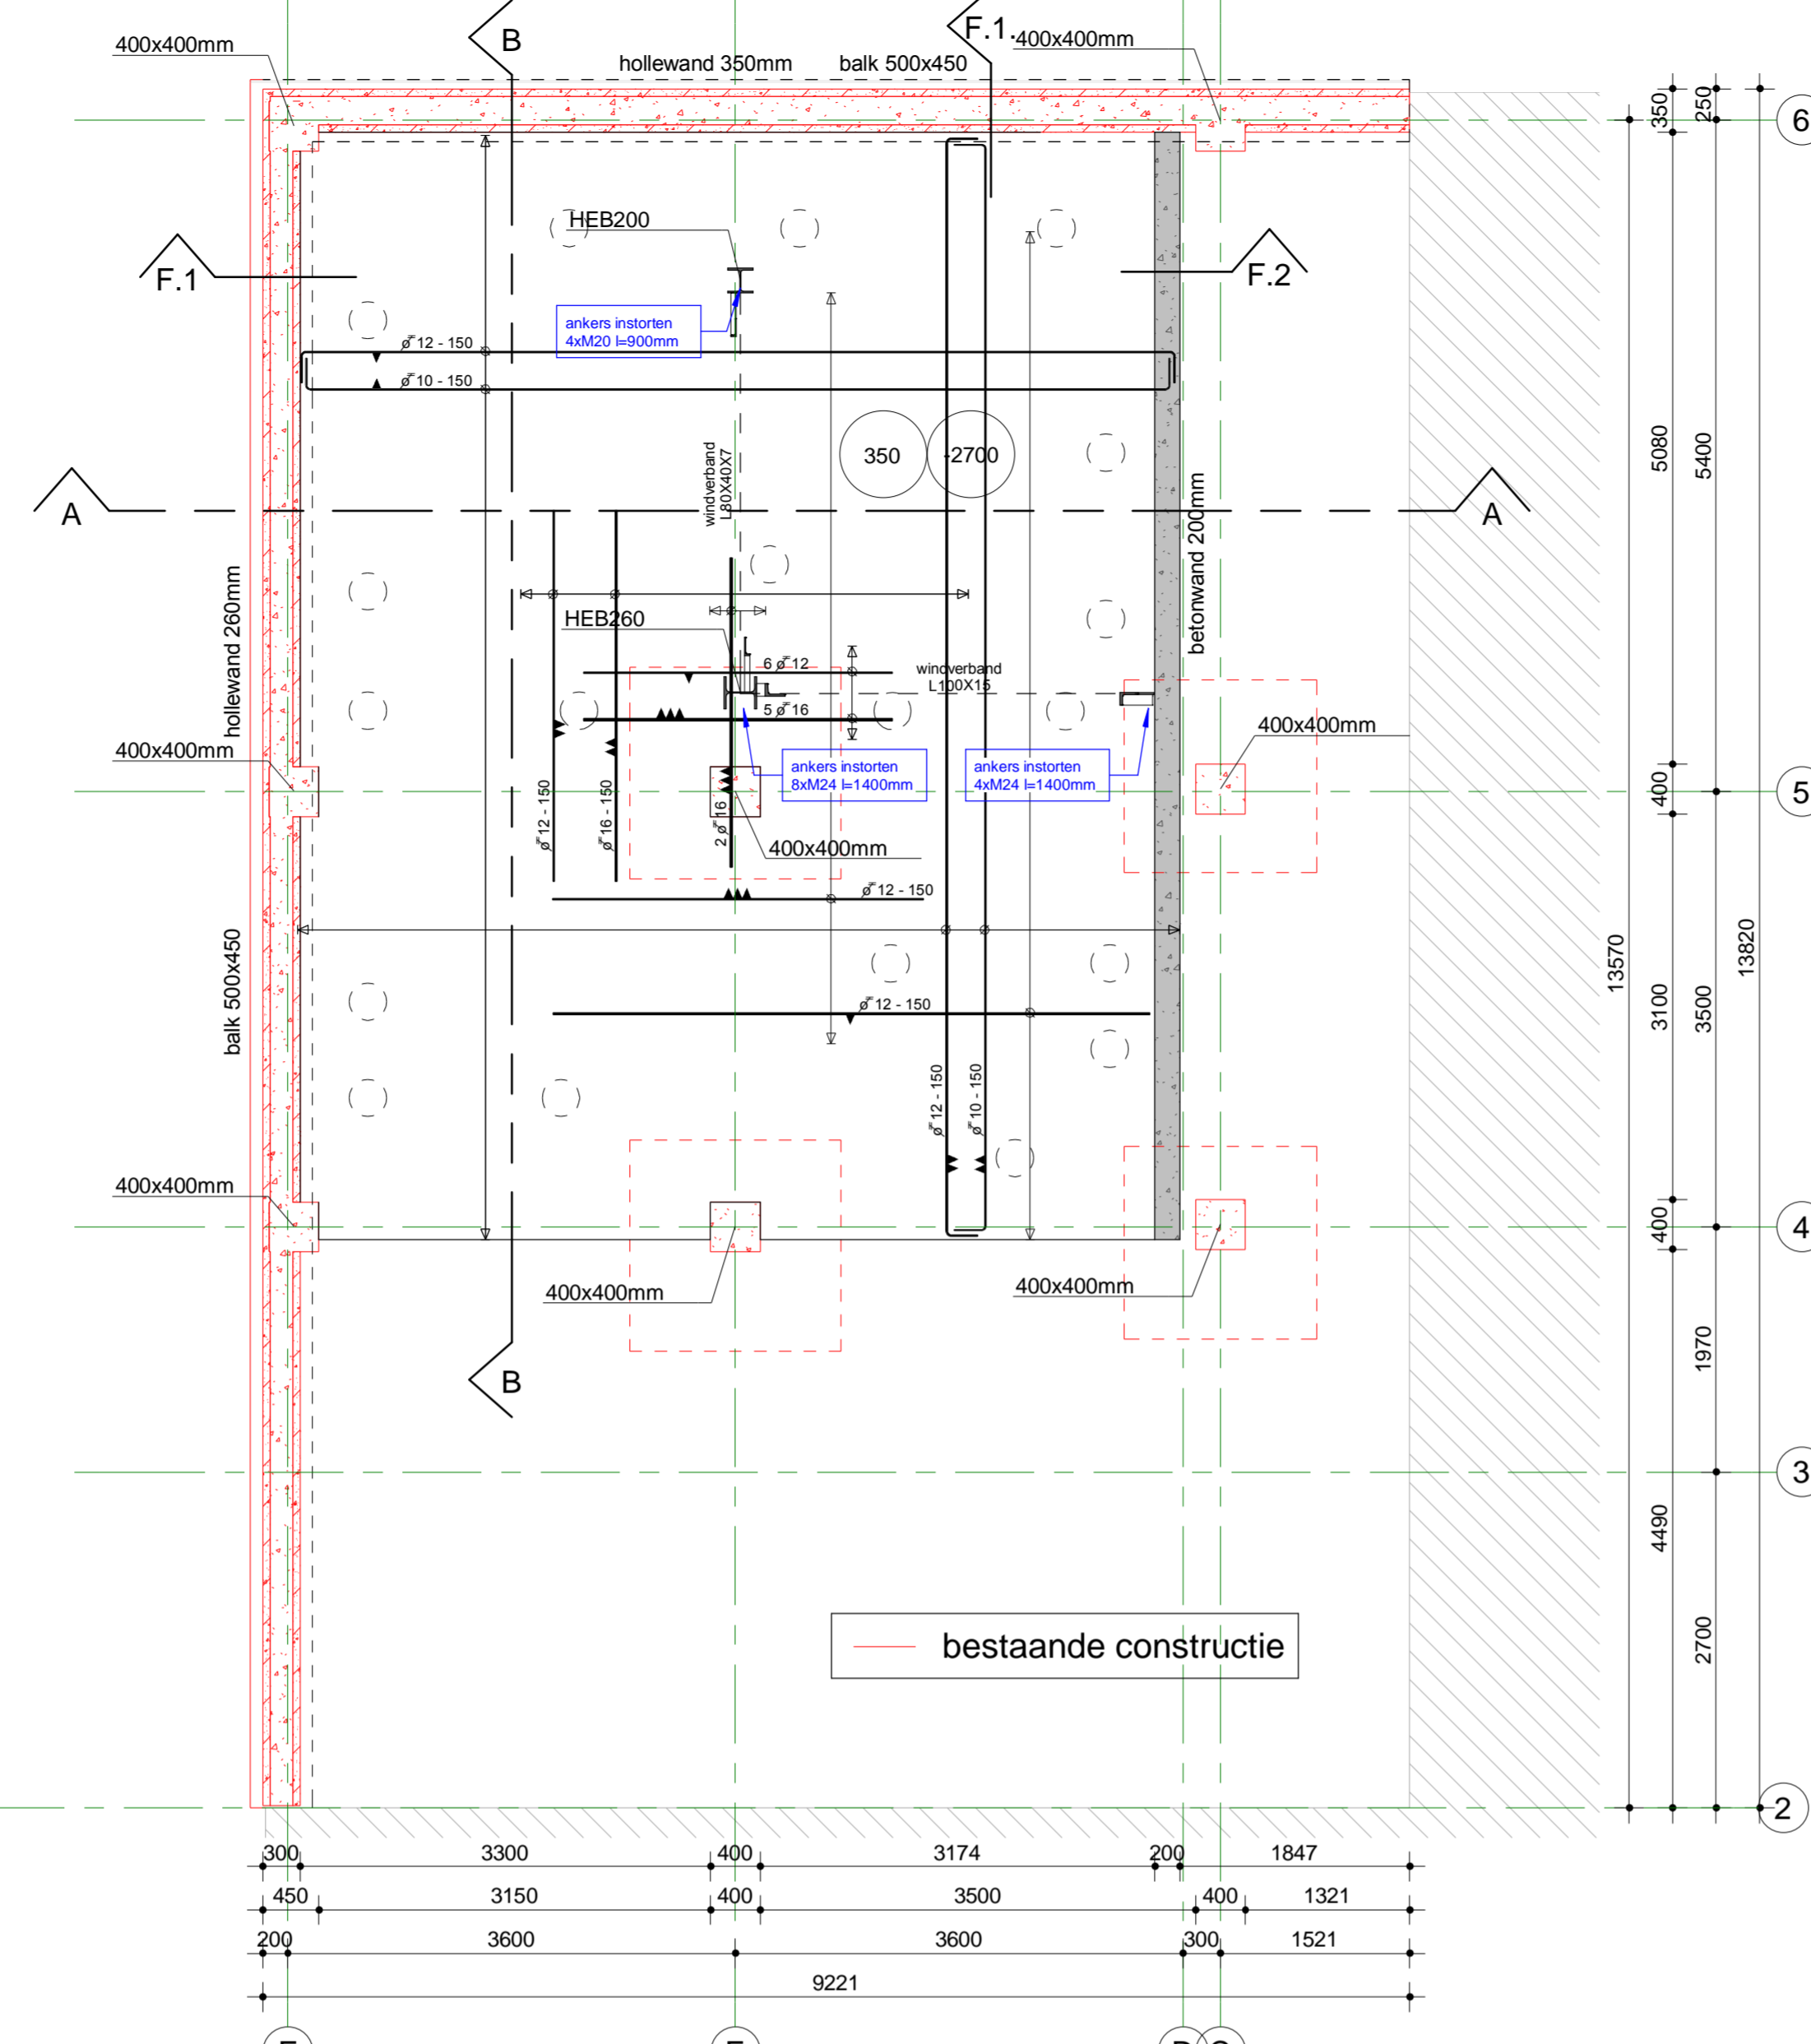 400x400mm
B
F.1.
400x400mm
hollewand 350mm
balk 500x450
350
250
6
HEB200
F.1
F.2
ankers instorten
4xM20 l=900mm
ø 12 - 150
ø 10 - 150
windverband
L80X40X7
350
-2700
5080
5400
A
A
betonwand 200mm
hollewand 260mm
HEB260
6 ø 12
windverband
L100X15
5 ø 16
400x400mm
400x400mm
ankers instorten
8xM24 l=1400mm
ankers instorten
4xM24 l=1400mm
400
5
ø 12 - 150
ø 16 - 150
2 ø 16
400x400mm
ø 12 - 150
balk 500x450
13570
3100
3500
13820
ø 12 - 150
ø 12 - 150
ø 10 - 150
400x400mm
400
4
400x400mm
400x400mm
1970
B
3
4490
bestaande constructie
2700
2
300
3300
400
3174
200
1847
450
3150
400
3500
400
1321
200
3600
3600
300
1521
9221